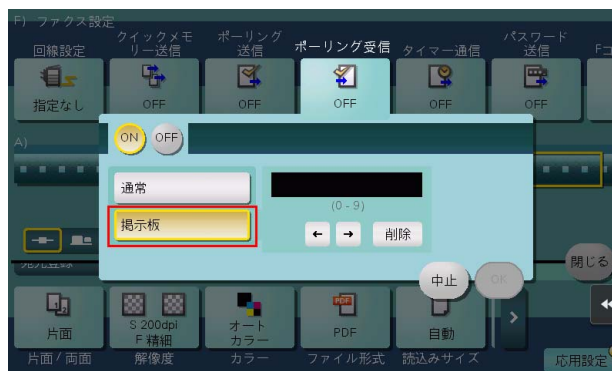 F) ファクス設定
回線設定
クイックメモ
リー送信
ポーリング
送信
ポーリング受信
タイマー通信
パスワード
送信
Fコ
指定なし
OFF
OFF
OFF
OFF
OFF
A)
ON
OFF
通常
掲示板
(0 - 9)
← → 削除
中止
OK
閉じる
片面
S 200dpi
F 精細
オート
カラー
PDF
PDF
自動
片面 / 両面
解像度
カラー
ファイル形式
読込みサイズ
応用設定